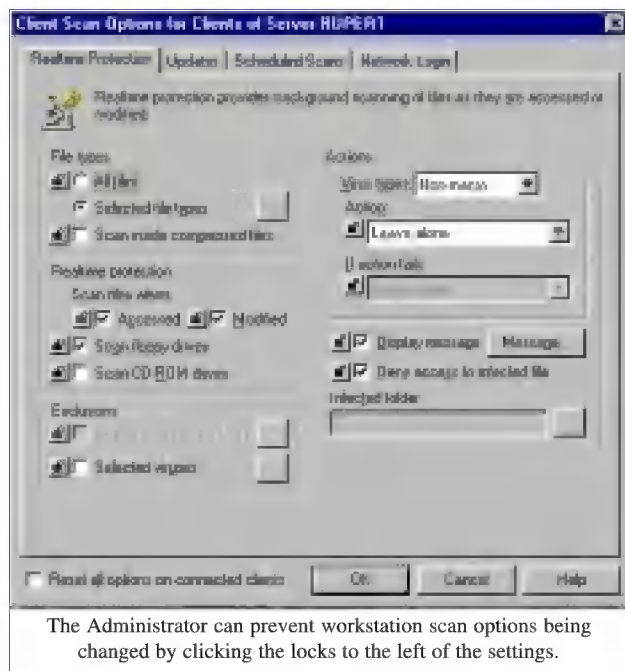 Client Scan Options for Clients of Server RUPERT
Realtime Protection | Updates | Scheduled Scans | Network Login
Realtime protection provides background scanning of files as they are accessed or
modified.
File types
All files
Selected file types
Scan inside compressed files
Realtime protection
Scan files when:
Accessed Modified
Scan floppy drives
Scan CD ROM drives
Exclusions
Selected
Actions
Virus types: Non-macro
Action:
Leave alone
If action fails:
Display message Message...
Deny access to infected file
Infected folder
Reset all options on connected clients OK Cancel Help
The Administrator can prevent workstation scan options being
changed by clicking the locks to the left of the settings.